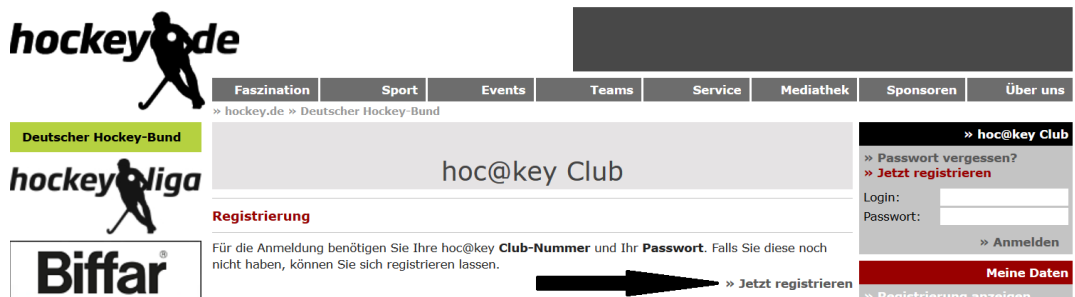 hockey.de
Faszination Sport Events Teams Service Mediathek Sponsoren Über uns
» hockey.de » Deutscher Hockey-Bund
Deutscher Hockey-Bund
hockeyliga
Biffar®
hoc@key Club
Registrierung
Für die Anmeldung benötigen Sie Ihre hoc@key Club-Nummer und Ihr Passwort. Falls Sie diese noch
nicht haben, können Sie sich registrieren lassen.
» Jetzt registrieren
» hoc@key Club
» Passwort vergessen?
» Jetzt registrieren
Login:
Passwort:
» Anmelden
Meine Daten
» Registrierung anzeigen